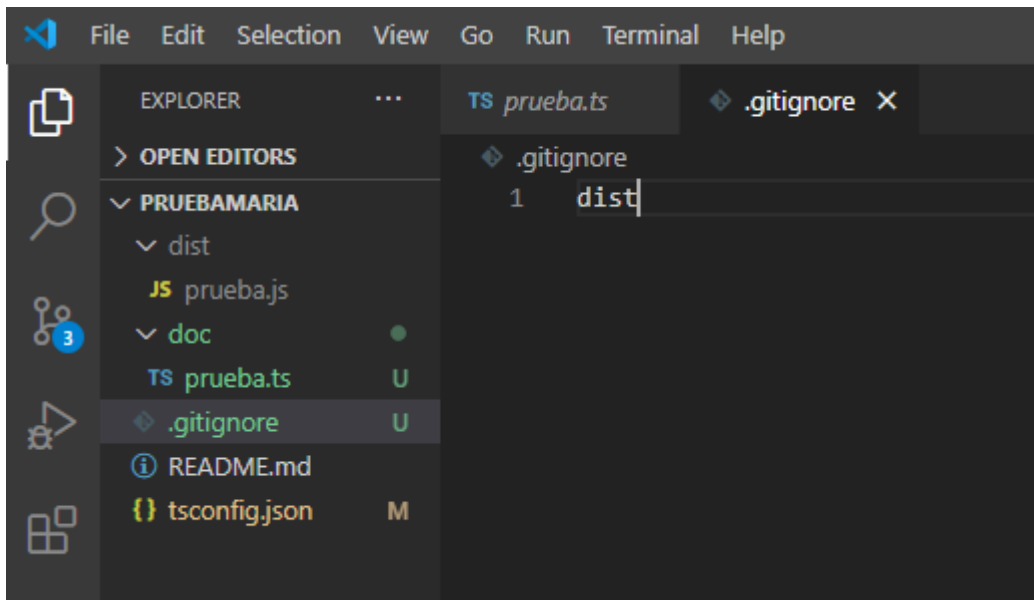 File Edit Selection View Go Run Terminal Help
EXPLORER ...
OPEN EDITORS
PRUEBAMARIA
dist
JS prueba.js
doc
TS prueba.ts U
.gitignore U
README.md
{} tsconfig.json M
3
TS prueba.ts .gitignore
.gitignore
1 dist